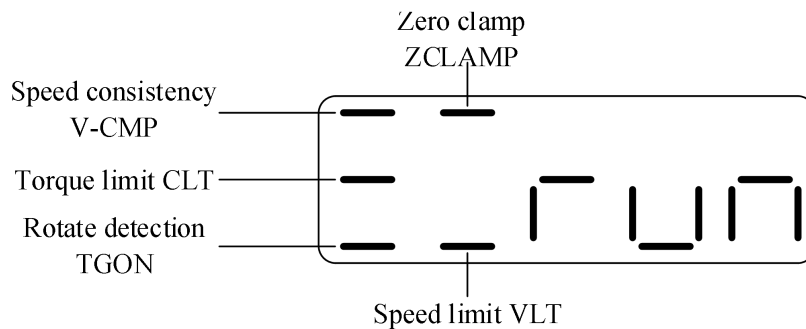 Zero clamp
ZCLAMP
Speed consistency
V-CMP
Torque limit CLT
Rotate detection
TGON
run
Speed limit VLT